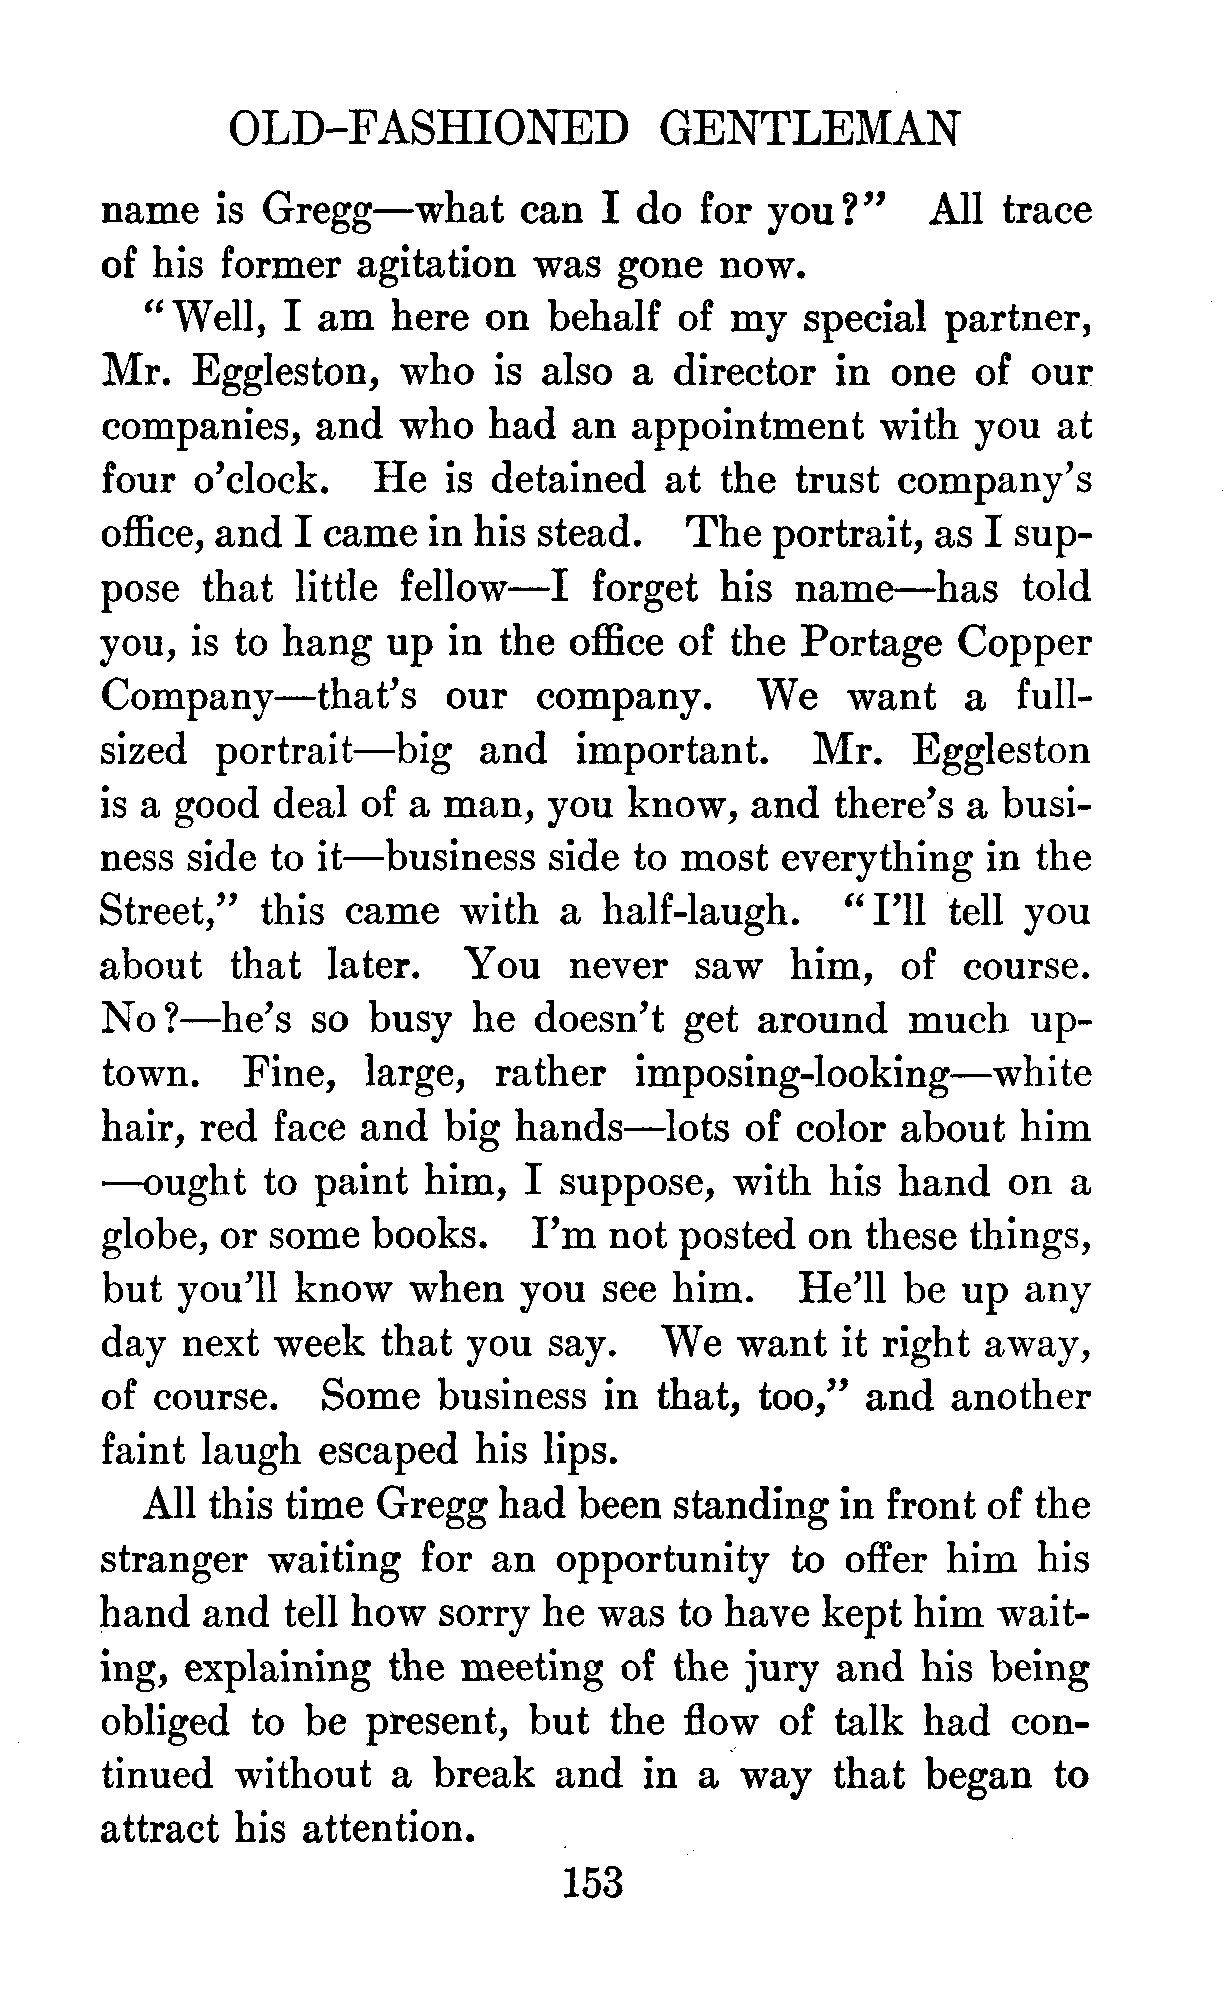 OLD-FASHIONED GENTLEMAN
name is Gregg—what can I do for you?" All trace
of his former agitation was gone now.
"Well, I am here on behalf of my special partner,
Mr. Eggleston, who is also a director in one of our
companies, and who had an appointment with you at
four o'clock. He is detained at the trust company's
office, and I came in his stead. The portrait, as I sup-
pose that little fellow—I forget his name—has told
you, is to hang up in the office of the Portage Copper
Company—that's our company. We want a full-
sized portrait—big and important. Mr. Eggleston
is a good deal of a man, you know, and there's a busi-
ness side to it—business side to most everything in the
Street," this came with a half-laugh. "I'll tell you
about that later. You never saw him, of course.
No?—he's so busy he doesn't get around much up-
town. Fine, large, rather imposing-looking—white
hair, red face and big hands—lots of color about him
—ought to paint him, I suppose, with his hand on a
globe, or some books. I'm not posted on these things,
but you'll know when you see him. He'll be up any
day next week that you say. We want it right away,
of course. Some business in that, too," and another
faint laugh escaped his lips.
All this time Gregg had been standing in front of the
stranger waiting for an opportunity to offer him his
hand and tell how sorry he was to have kept him wait-
ing, explaining the meeting of the jury and his being
obliged to be present, but the flow of talk had con-
tinued without a break and in a way that began to
attract his attention.
153